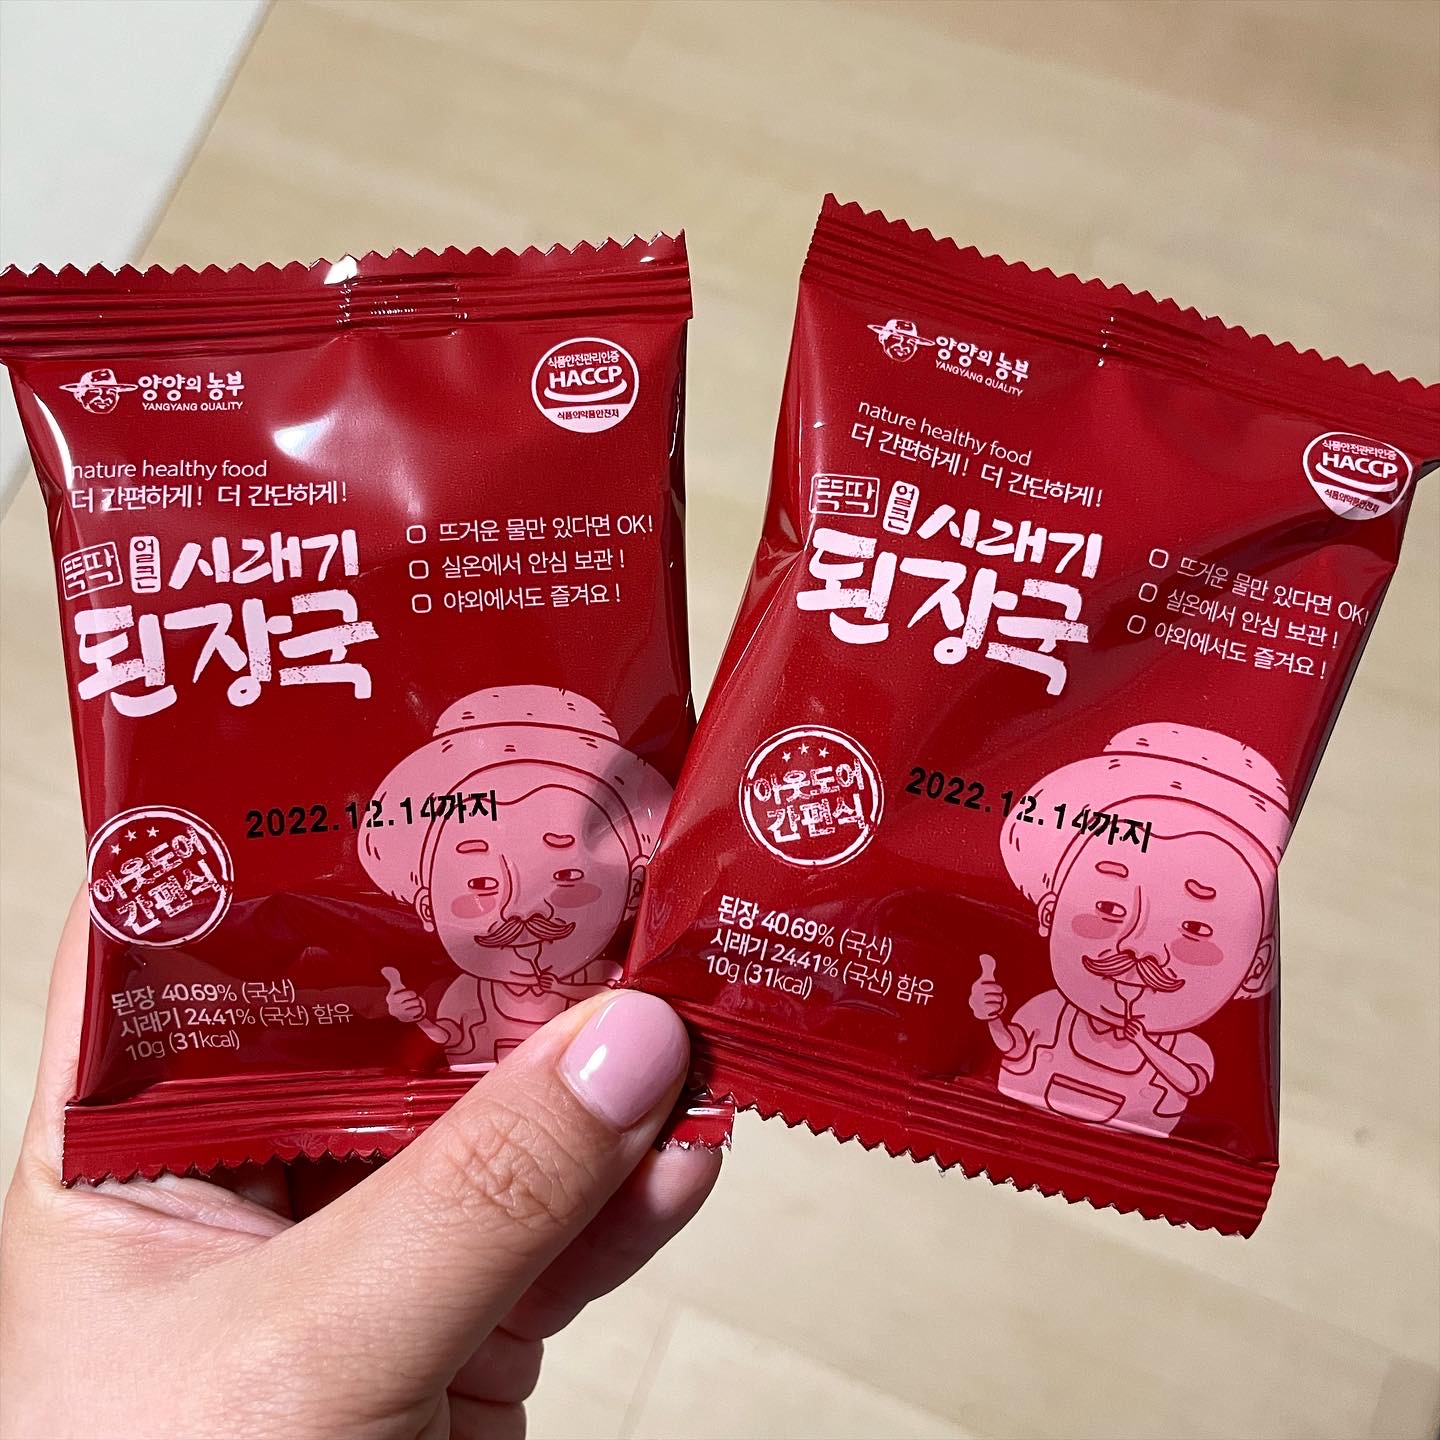 양양의 농부
YANGYANG QUALITY
식품안전관리인증
HACCP
식품의약품안전처
nature healthy food
더 간편하게! 더 간단하게!
뚝딱 얼큰 시래기
된장국
뜨거운 물만 있다면 OK!
실온에서 안심 보관!
야외에서도 즐겨요!
2022.12.14까지
아웃도어
간편식
된장 40.69% (국산)
시래기 24.41% (국산) 함유
10g (31kcal)
양양의 농부
YANGYANG QUALITY
식품안전관리인증
HACCP
식품의약품안전처
nature healthy food
더 간편하게! 더 간단하게!
뚝딱 얼큰 시래기
된장국
뜨거운 물만 있다면 OK!
실온에서 안심 보관!
야외에서도 즐겨요!
2022.12.14까지
아웃도어
간편식
된장 40.69% (국산)
시래기 24.41% (국산) 함유
10g (31kcal)